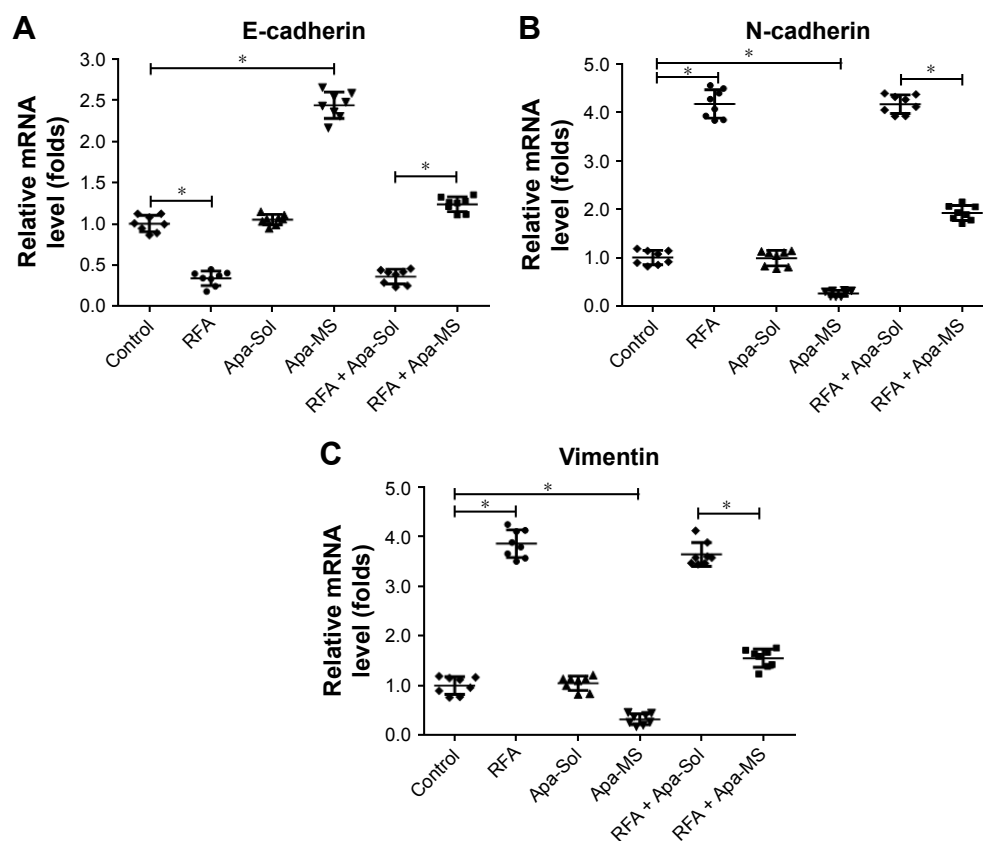 A
E-cadherin
Relative mRNA
level (folds)
3.0
2.5
2.0
1.5
1.0
0.5
0.0
*
*
*
Control
RFA
Apa-Sol
Apa-MS
RFA + Apa-Sol
RFA + Apa-MS
B
N-cadherin
Relative mRNA
level (folds)
5.0
4.0
3.0
2.0
1.0
0.0
*
*
*
Control
RFA
Apa-Sol
Apa-MS
RFA + Apa-Sol
RFA + Apa-MS
C
Vimentin
Relative mRNA
level (folds)
5.0
4.0
3.0
2.0
1.0
0.0
*
*
*
Control
RFA
Apa-Sol
Apa-MS
RFA + Apa-Sol
RFA + Apa-MS